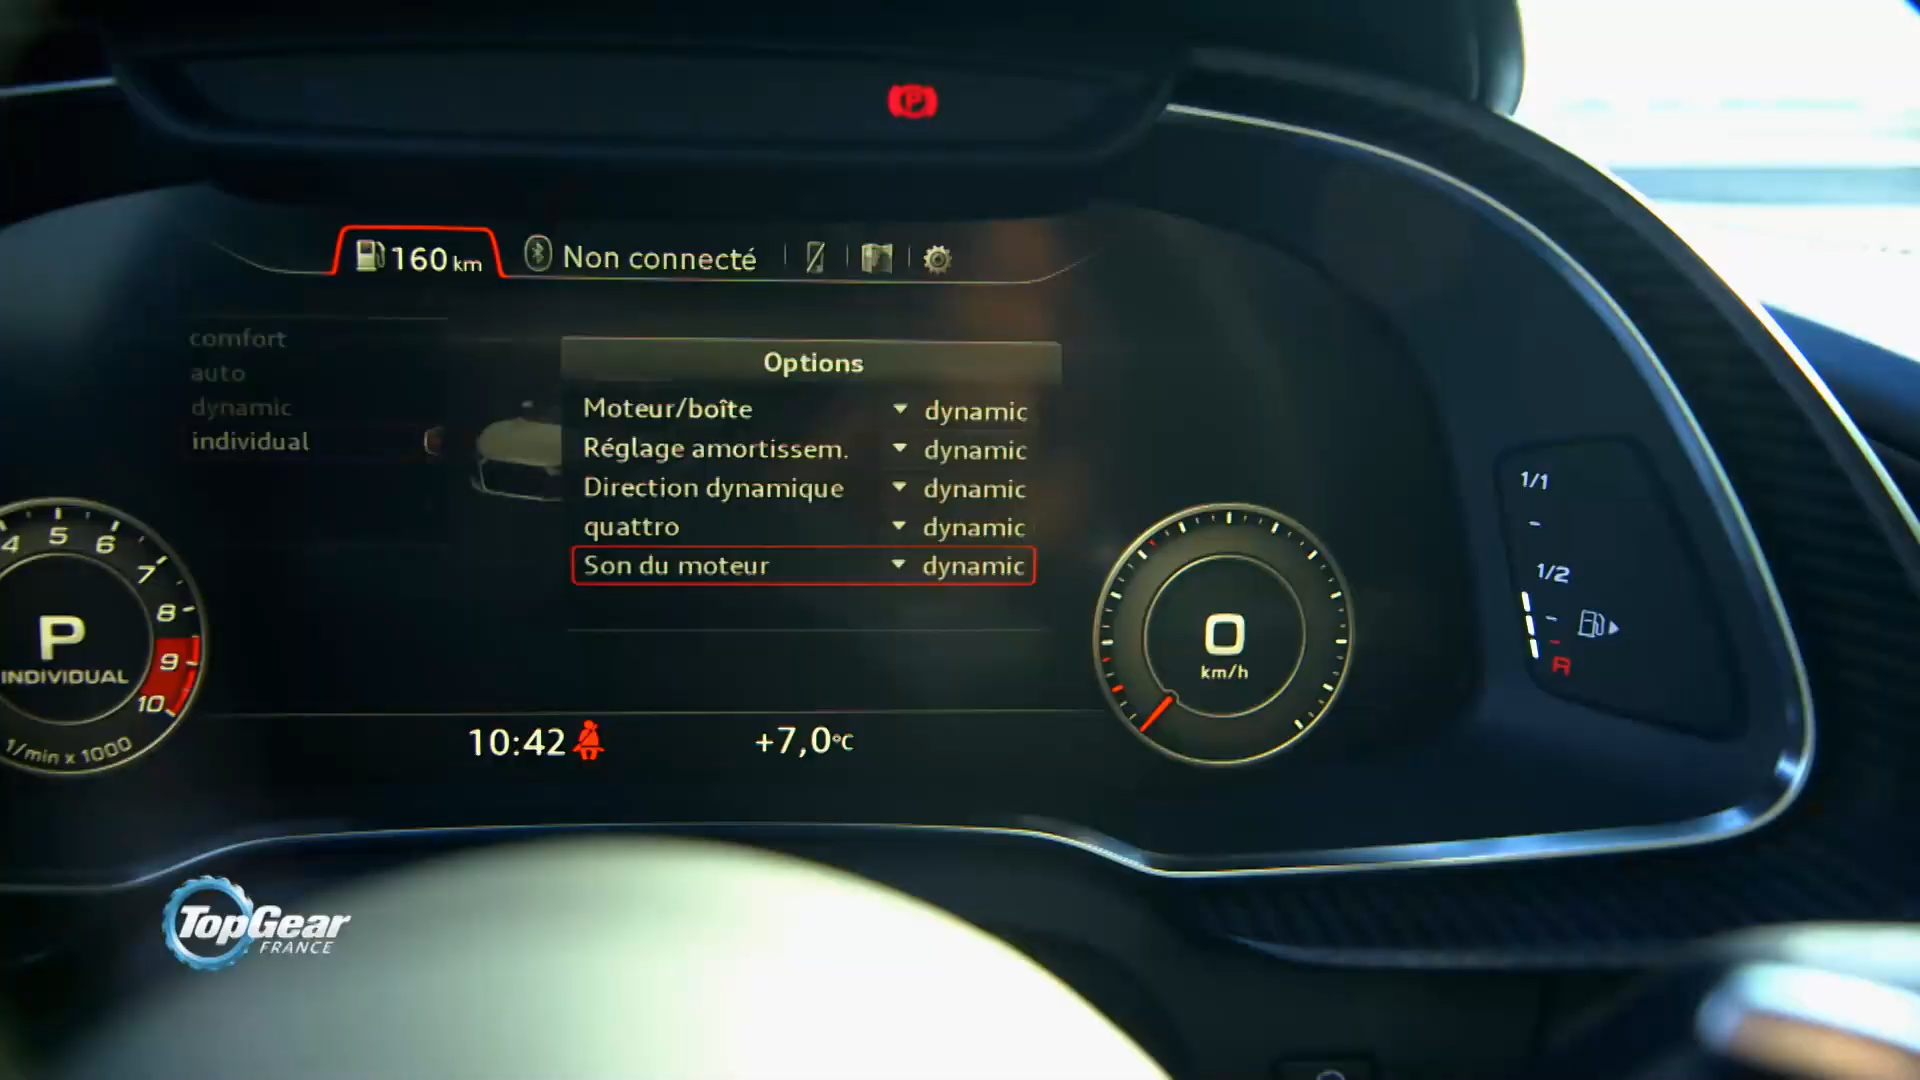 P
160 km
Non connecté
comfort
auto
dynamic
individual
Options
Moteur/boîte dynamic
Réglage amortissem. dynamic
Direction dynamique dynamic
quattro dynamic
Son du moteur dynamic
4 5 6 7 8 9 10
P
INDIVIDUAL
1/min x 1000
0
km/h
1/1
1/2
R
10:42
+7,0°C
TopGear
FRANCE